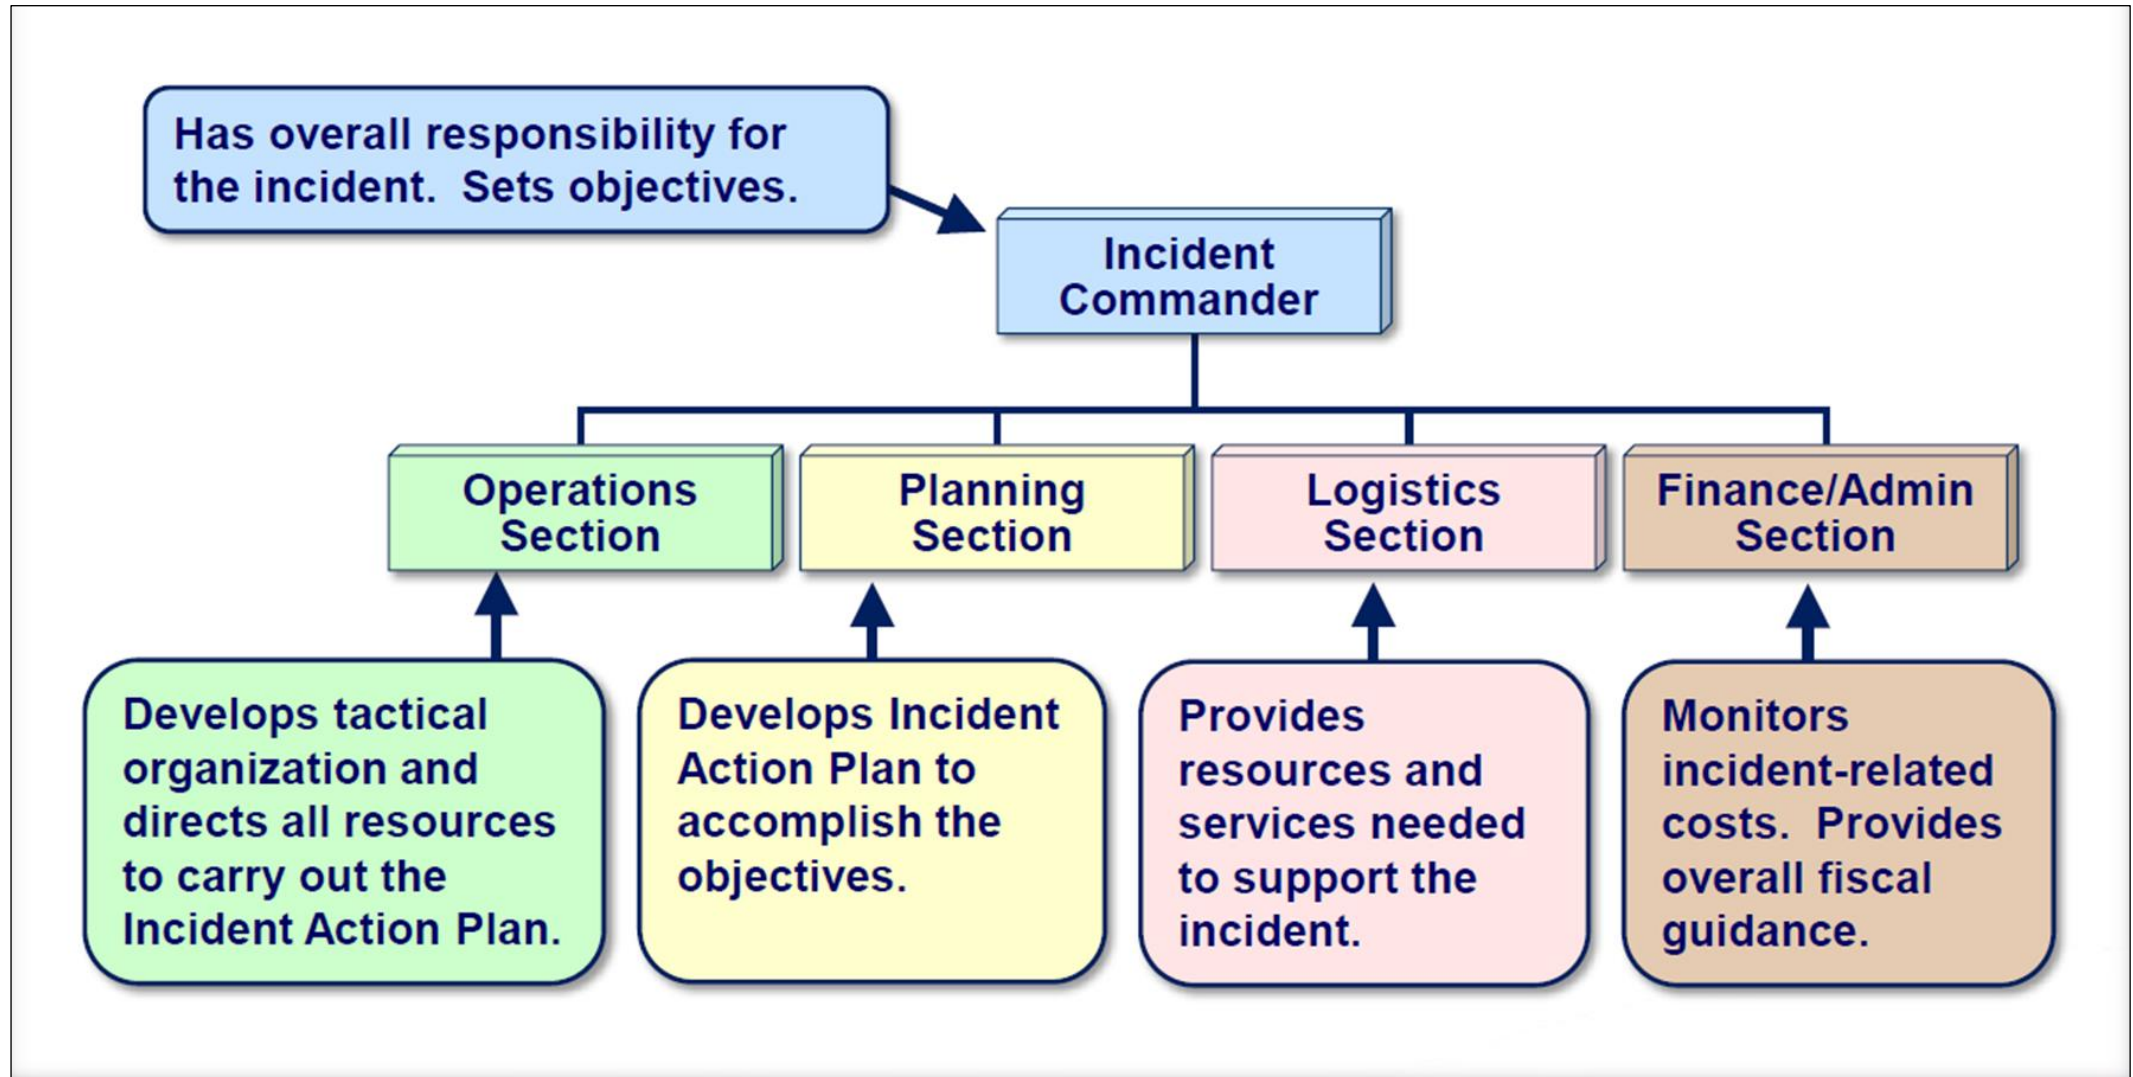 Has overall responsibility for
the incident.  Sets objectives.
Incident
Commander
Operations
Section
Planning
Section
Logistics
Section
Finance/Admin
Section
Develops tactical
organization and
directs all resources
to carry out the
Incident Action Plan.
Develops Incident
Action Plan to
accomplish the
objectives.
Provides
resources and
services needed
to support the
incident.
Monitors
incident-related
costs.  Provides
overall fiscal
guidance.